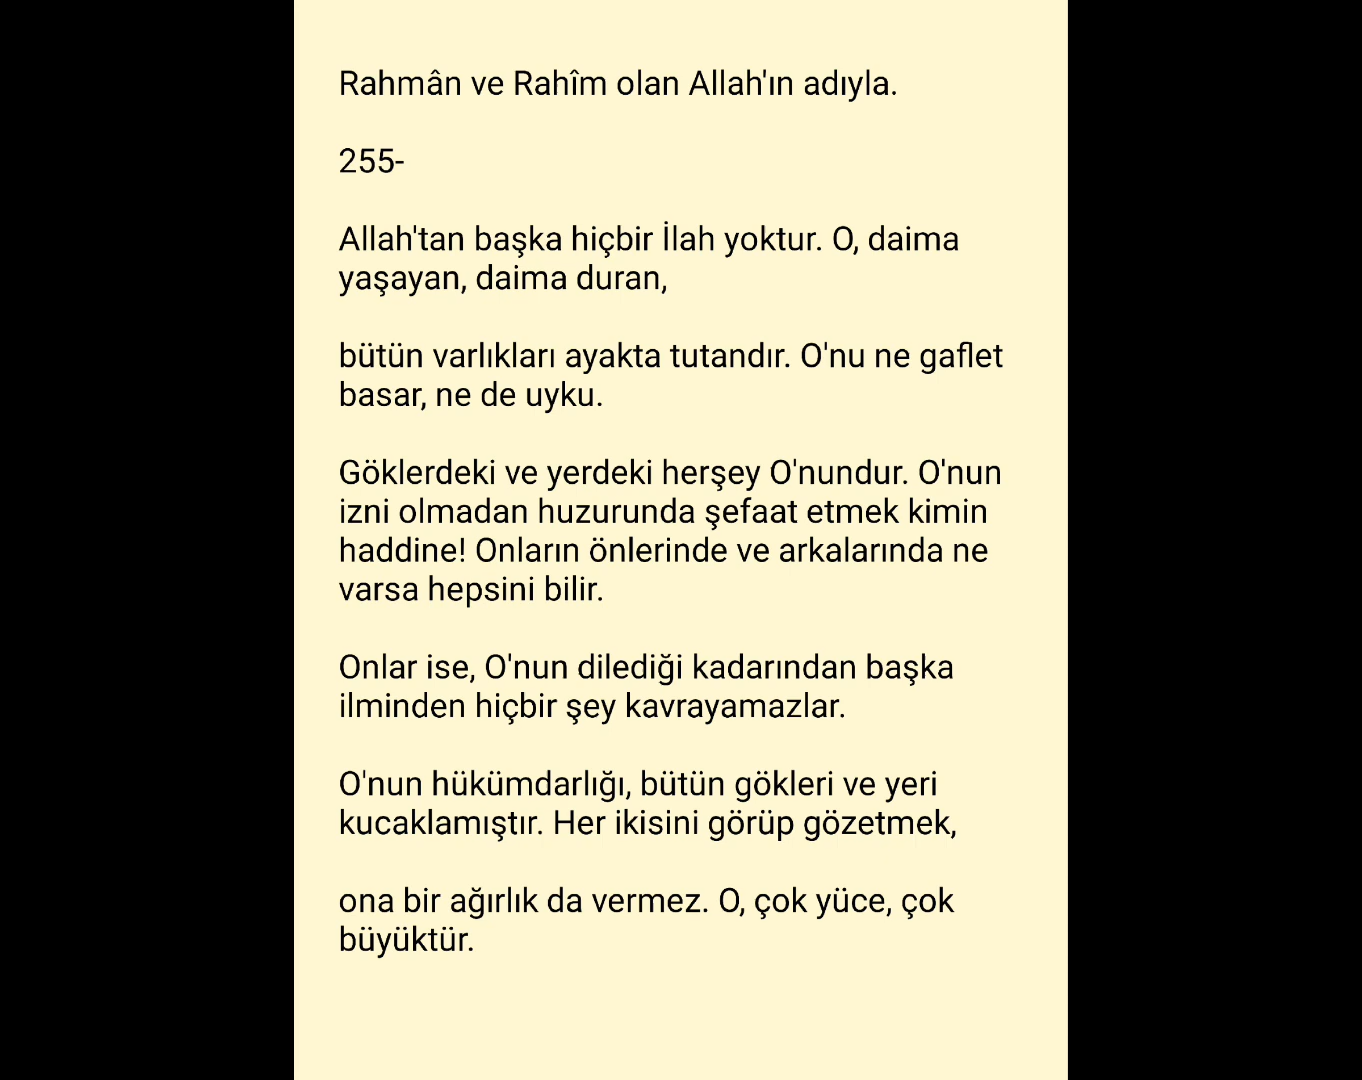 Rahmân ve Rahîm olan Allah'ın adıyla.
255-
Allah'tan başka hiçbir İlah yoktur. O, daima
yaşayan, daima duran,
bütün varlıkları ayakta tutandır. O'nu ne gaflet
basar, ne de uyku.
Göklerdeki ve yerdeki herşey O'nundur. O'nun
izni olmadan huzurunda şefaat etmek kimin
haddine! Onların önlerinde ve arkalarında ne
varsa hepsini bilir.
Onlar ise, O'nun dilediği kadarından başka
ilminden hiçbir şey kavrayamazlar.
O'nun hükümdarlığı, bütün gökleri ve yeri
kucaklamıştır. Her ikisini görüp gözetmek,
ona bir ağırlık da vermez. O, çok yüce, çok
büyüktür.